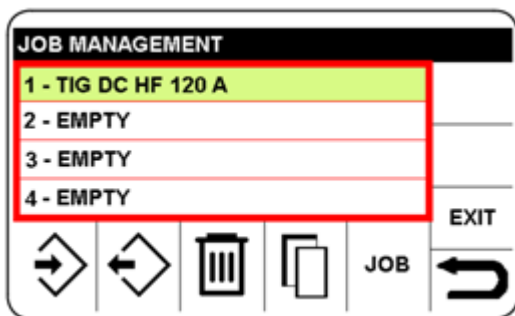 JOB MANAGEMENT
1 - TIG DC HF 120 A
2 - EMPTY
3 - EMPTY
4 - EMPTY
EXIT
JOB